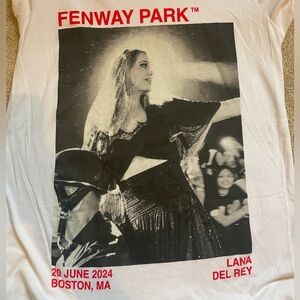 FENWAY PARK™
20 JUNE 2024
BOSTON, MA
LANA
DEL REY